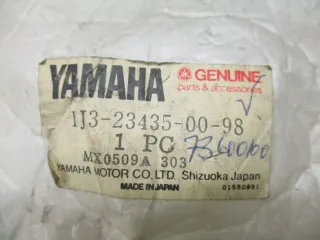 YAMAHA GENUINE
parts & accessories
1J3-23435-00-98
1 PC 73600100
MX0509A 303
YAMAHA MOTOR CO.,LTD. Shizuoka Japan
MADE IN JAPAN